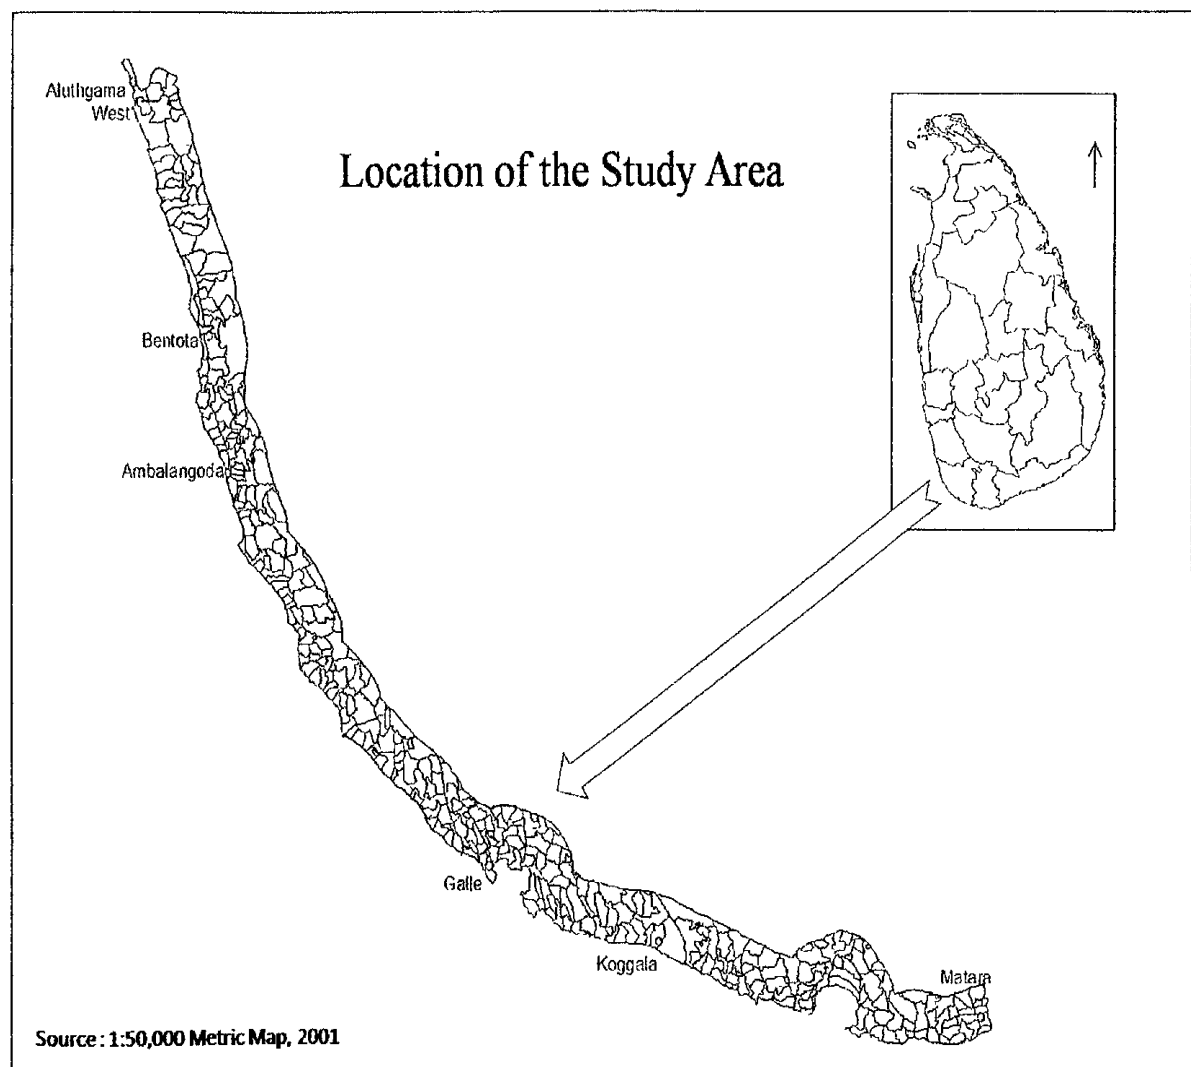 Aluthgama
West
Location of the Study Area
Bentota
Ambalangoda
Galle
Koggala
Matara
Source : 1:50,000 Metric Map, 2001